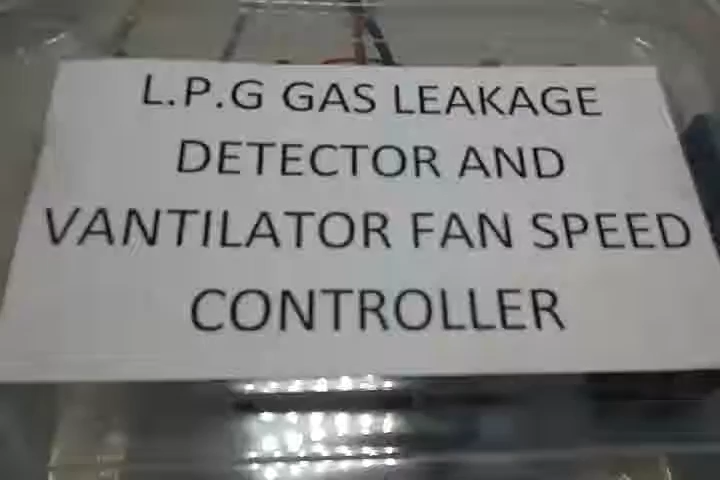 L.P.G GAS LEAKAGE
DETECTOR AND
VANTILATOR FAN SPEED
CONTROLLER